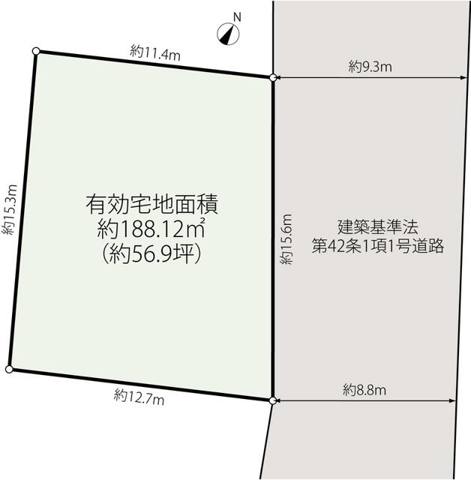 N
約11.4m
約9.3m
約15.3m
有効宅地面積
約188.12㎡
（約56.9坪）
約15.6m
建築基準法
第42条1項1号道路
約12.7m
約8.8m